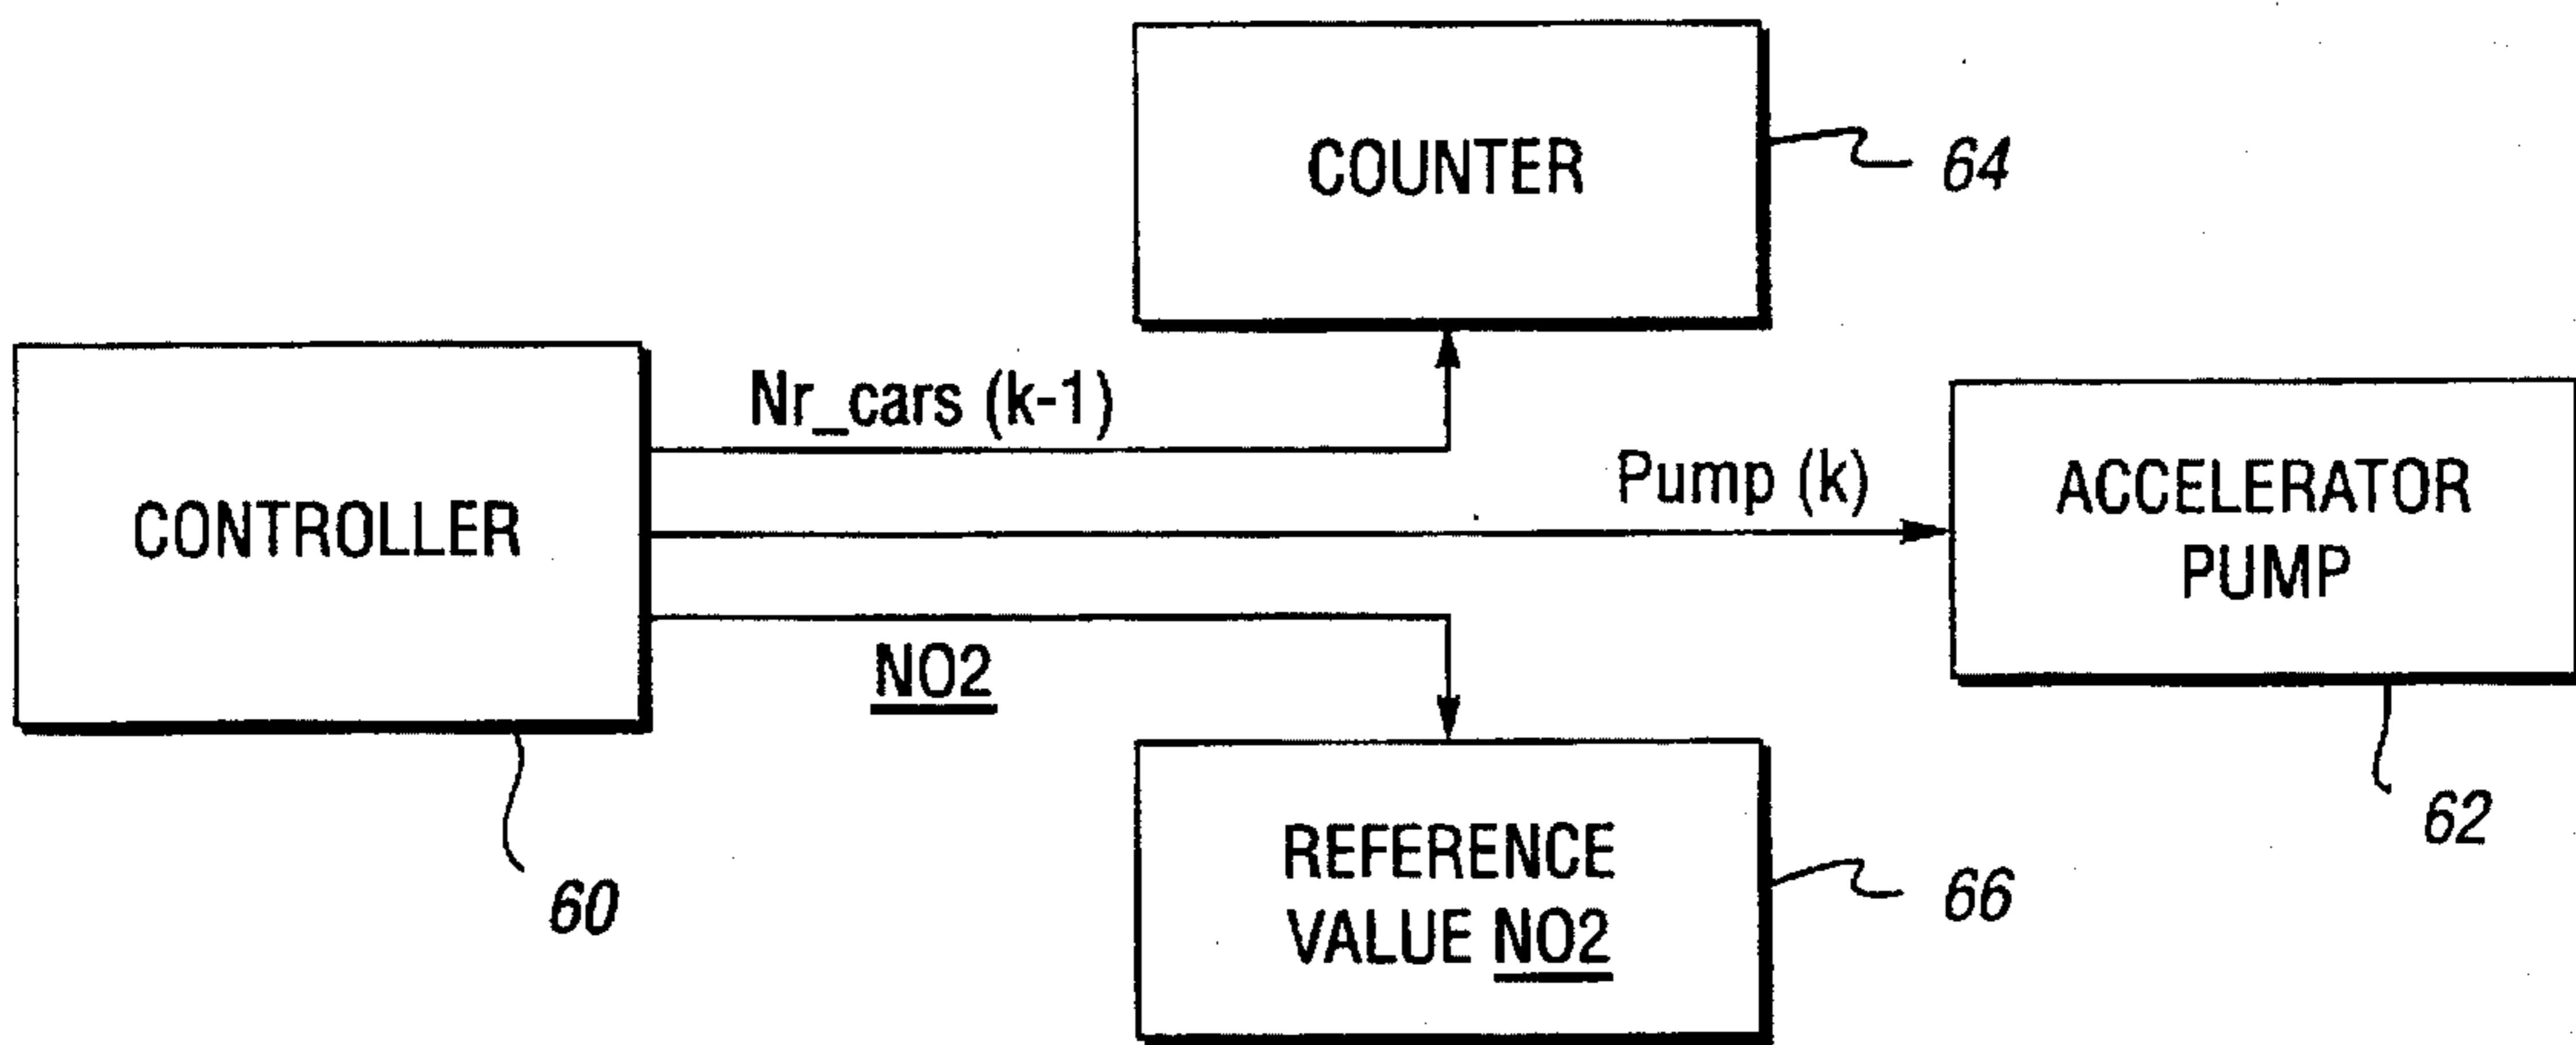 COUNTER
64
Nr_cars (k-1)
Pump (k)
CONTROLLER
ACCELERATOR
PUMP
NO2
60
62
REFERENCE
VALUE NO2
66